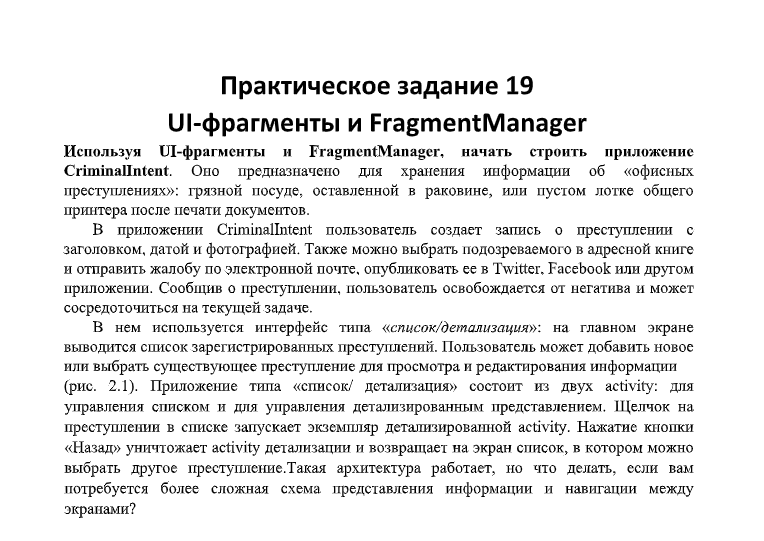 Практическое задание 19
UI-фрагменты и FragmentManager
Используя UI-фрагменты и FragmentManager, начать строить приложение
CriminalIntent. Оно предназначено для хранения информации об «офисных
преступлениях»: грязной посуде, оставленной в раковине, или пустом лотке общего
принтера после печати документов.
В приложении CriminalIntent пользователь создает запись о преступлении с
заголовком, датой и фотографией. Также можно выбрать подозреваемого в адресной книге
и отправить жалобу по электронной почте, опубликовать ее в Twitter, Facebook или другом
приложении. Сообщив о преступлении, пользователь освобождается от негатива и может
сосредоточиться на текущей задаче.
В нем используется интерфейс типа «список/детализация»: на главном экране
выводится список зарегистрированных преступлений. Пользователь может добавить новое
или выбрать существующее преступление для просмотра и редактирования информации
(рис. 2.1). Приложение типа «список/ детализация» состоит из двух activity: для
управления списком и для управления детализированным представлением. Щелчок на
преступлении в списке запускает экземпляр детализированной activity. Нажатие кнопки
«Назад» уничтожает activity детализации и возвращает на экран список, в котором можно
выбрать другое преступление.Такая архитектура работает, но что делать, если вам
потребуется более сложная схема представления информации и навигации между
экранами?